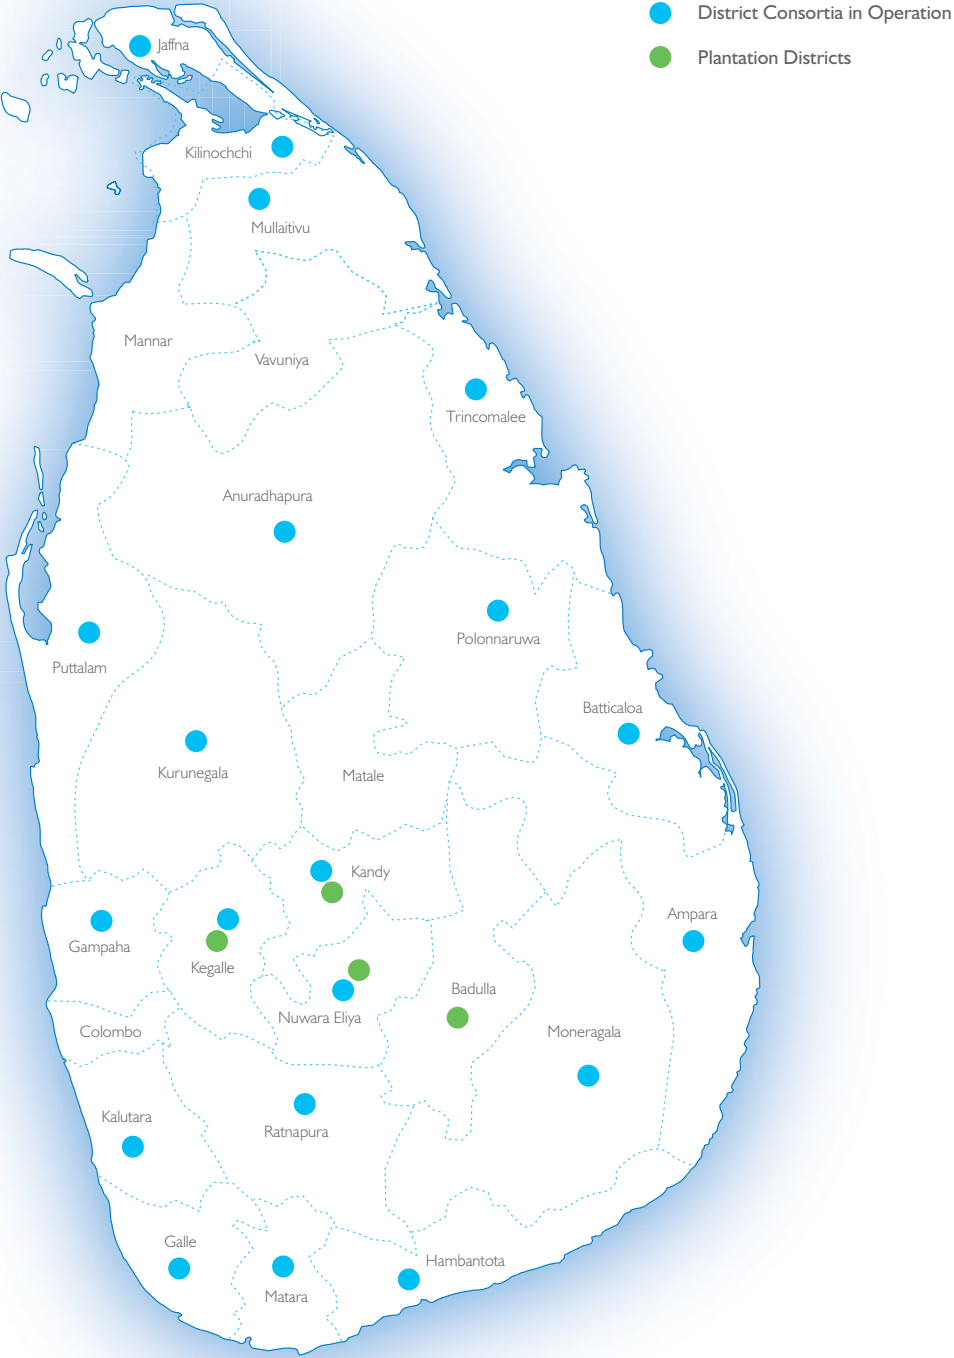 District Consortia in Operation
Plantation Districts
Jaffna
Kilinochchi
Mullaitivu
Mannar
Vavuniya
Trincomalee
Anuradhapura
Polonnaruwa
Puttalam
Batticaloa
Kurunegala
Matale
Kandy
Ampara
Gampaha
Kegalle
Badulla
Nuwara Eliya
Colombo
Moneragala
Kalutara
Ratnapura
Galle
Hambantota
Matara